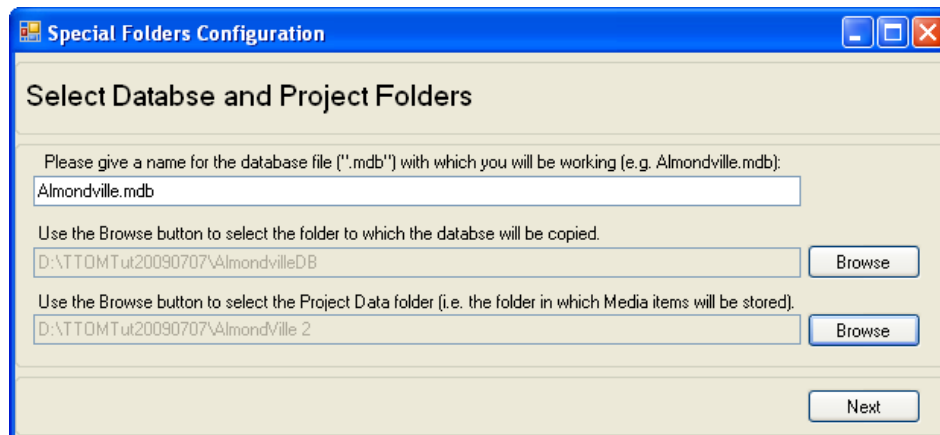 Special Folders Configuration
Select Databse and Project Folders
Please give a name for the database file (".mdb") with which you will be working (e.g. Almondville.mdb):
Almondville.mdb
Use the Browse button to select the folder to which the databse will be copied.
D:\TTOMTut20090707\AlmondvilleDB
Browse
Use the Browse button to select the Project Data folder (i.e. the folder in which Media items will be stored).
D:\TTOMTut20090707\AlmondVille 2
Browse
Next